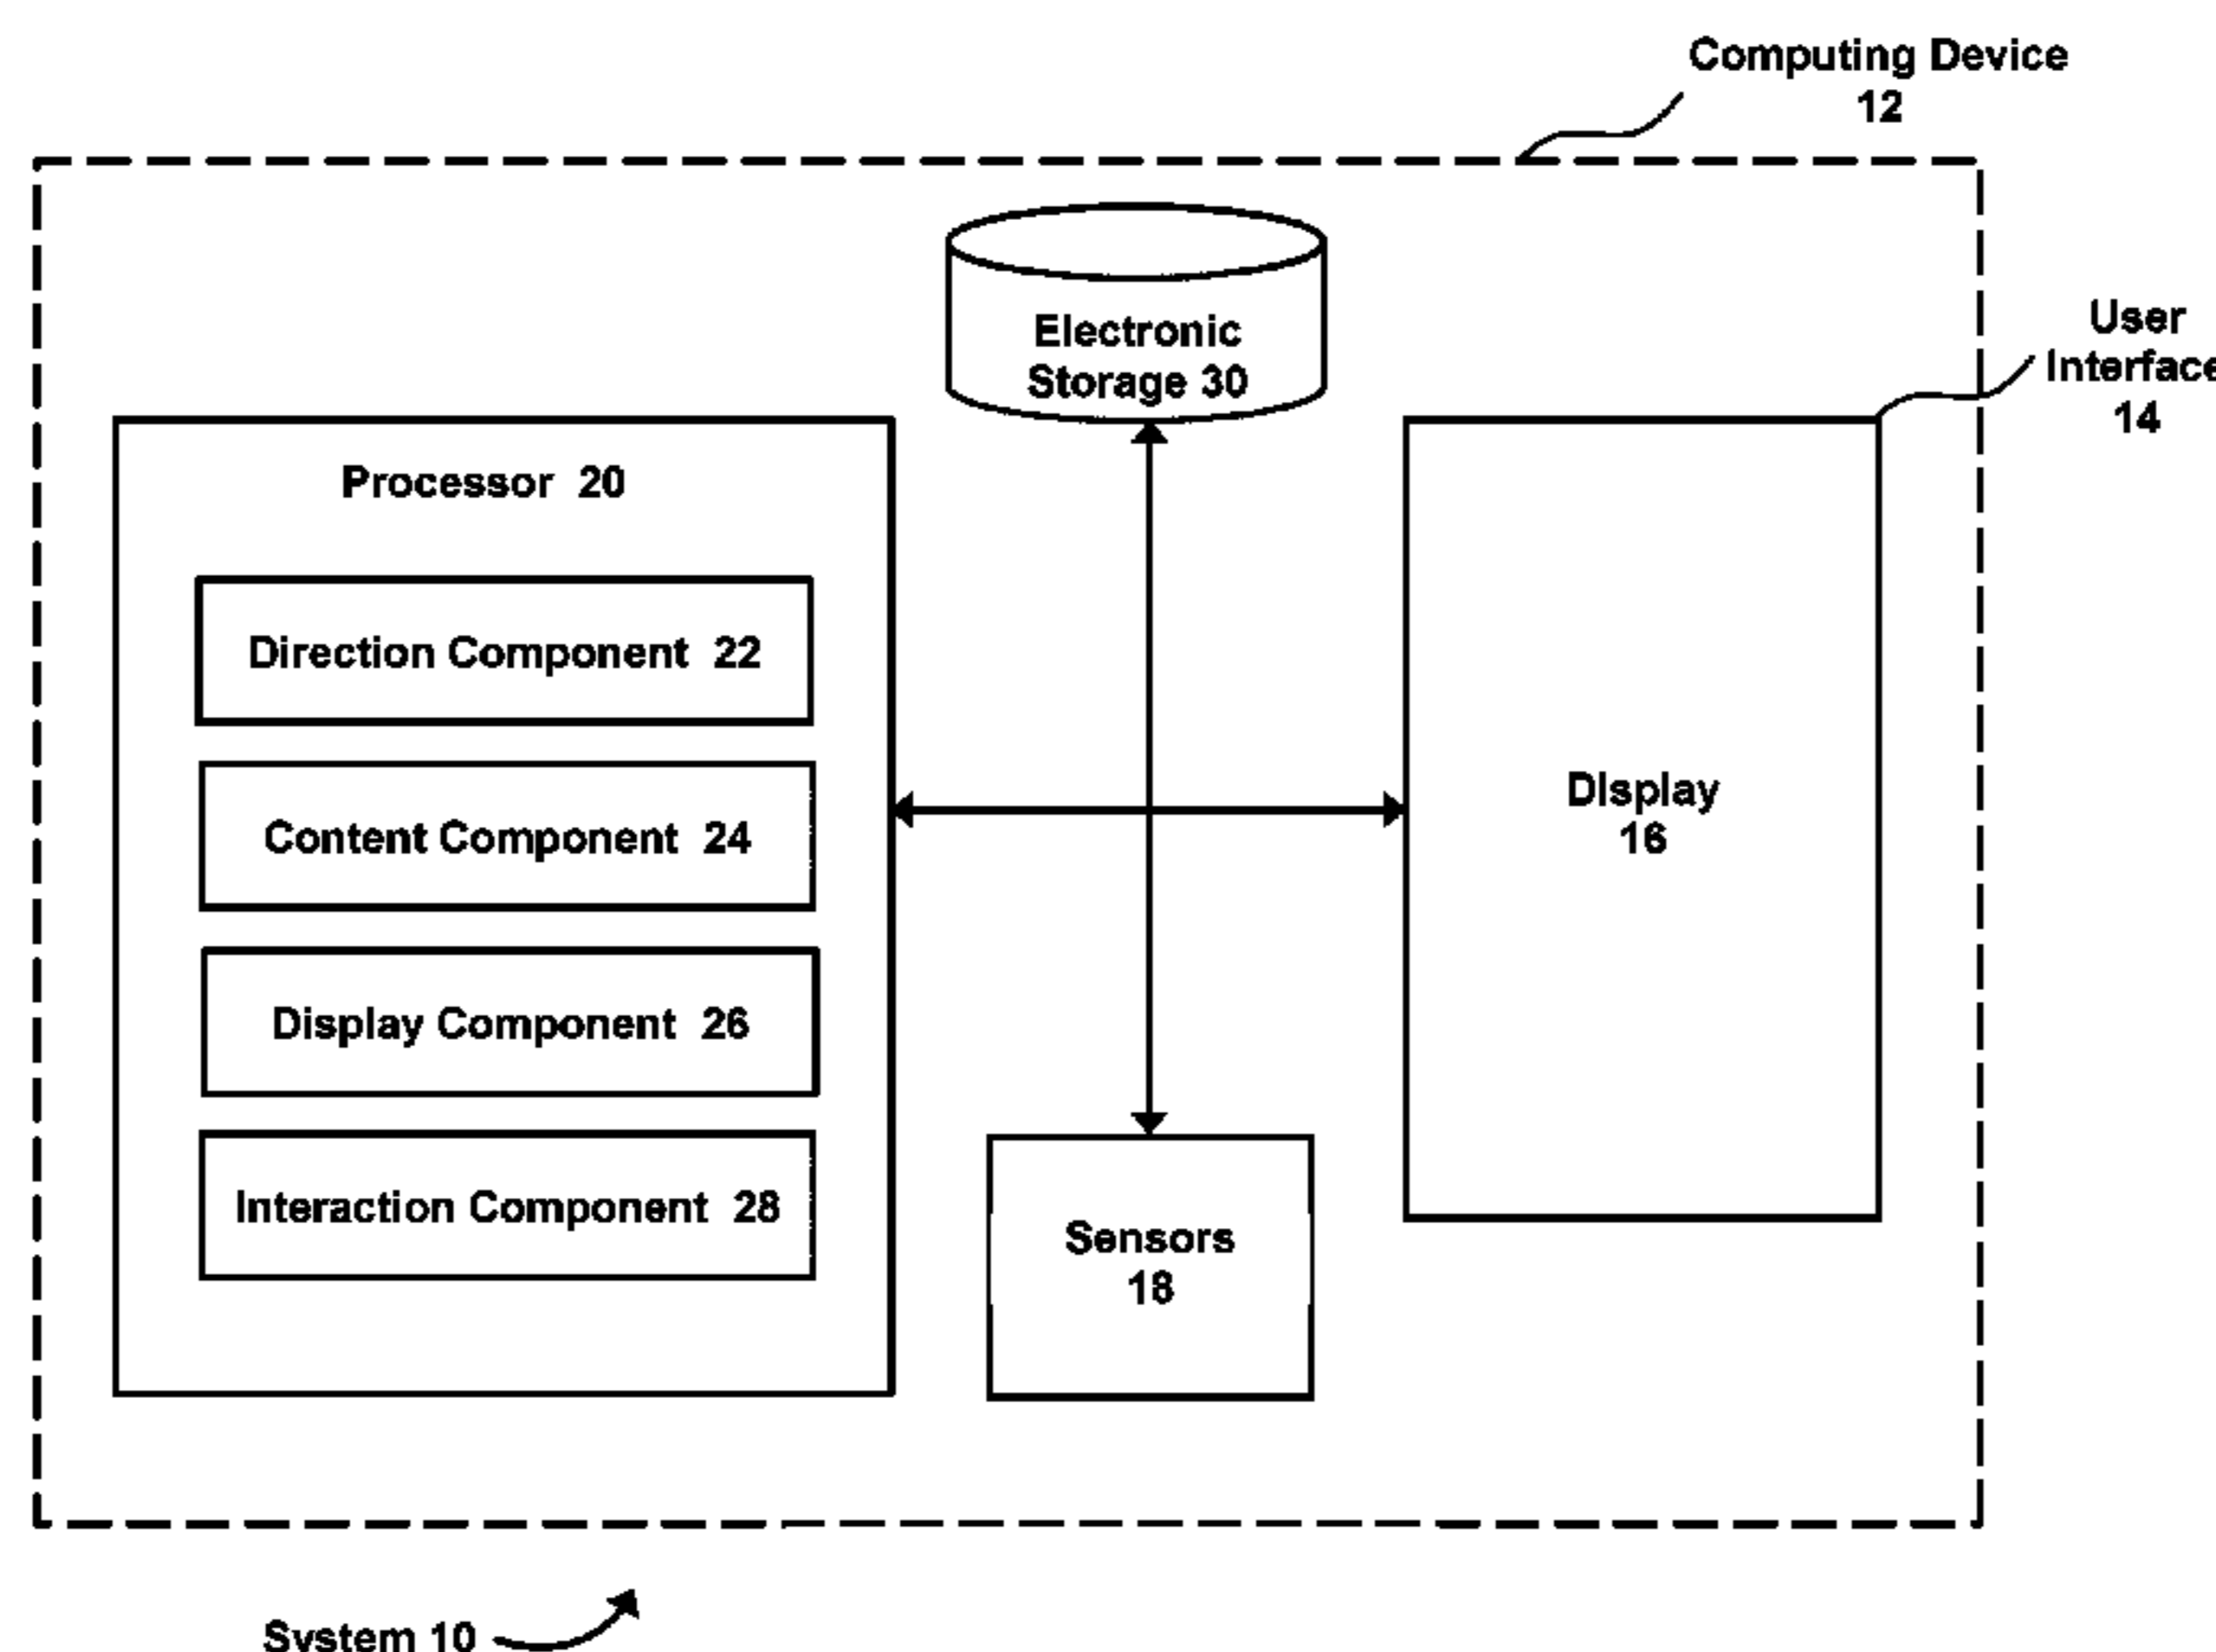 Computing Device
12
Electronic
Storage 30
User
Interface
14
Processor 20
Direction Component 22
Content Component 24
Display Component 26
Interaction Component 28
Display
16
Sensors
18
System 10